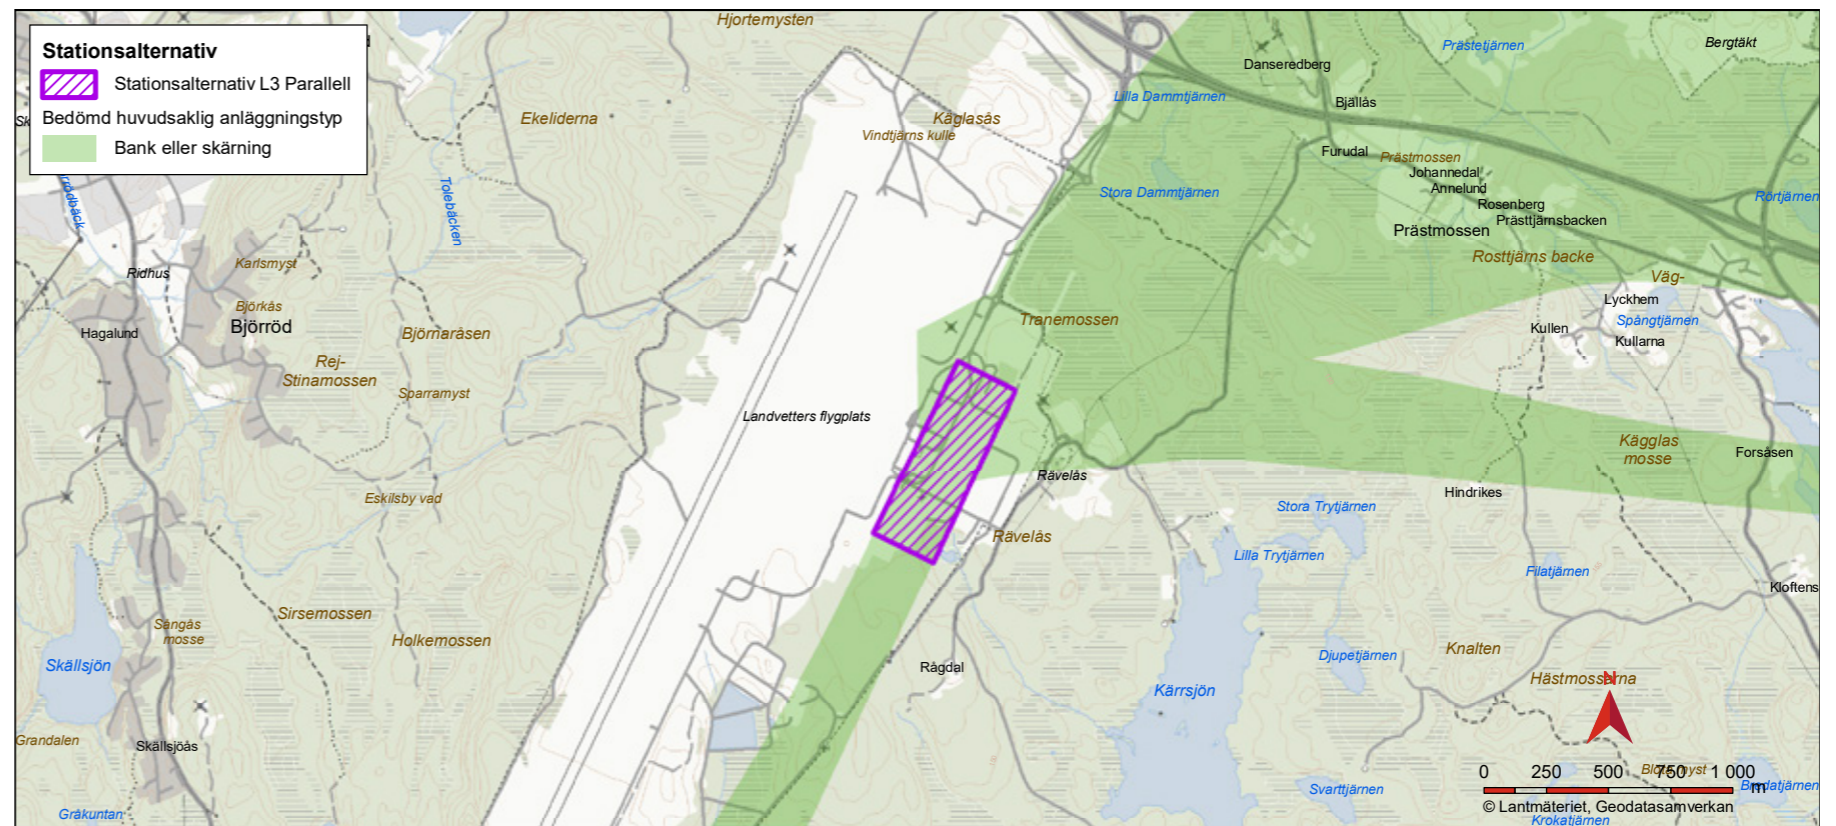 Stationsalternativ
Stationsalternativ L3 Parallell
Bedömd huvudsaklig anläggningstyp
Bank eller skärning
Hjortemysten
Ekeliderna
Kåglasås
Vindtjärns kulle
Danseredberg
Prästetjärnen
Bergtäkt
Lilla Dammtjärnen
Bjällås
Furudal
Prästmossen
Johannedal
Annelund
Rosenberg
Prästtjärnsbacken
Prästmossen
Rosttjärns backe
Rörtjärnen
Stora Dammtjärnen
Tolebäcken
Ridhus
Karlsmyst
Björkås
Björröd
Hagalund
Björnaråsen
Rej-
Stinamossen
Sparramyst
Eskilsby vad
Landvetters flygplats
Tranemossen
Väg-
Lyckhem
Spångtjärnen
Kullen
Kullarna
Kägglas
mosse
Forsåsen
Hindrikes
Rävelås
Rävelås
Stora Trytjärnen
Lilla Trytjärnen
Filatjärnen
Kloftens
Sångås
mosse
Sirsemossen
Holkemossen
Skällsjön
Rågdal
Kärrsjön
Djupetjärnen
Knalten
Hästmossarna
N
Grandalen
Skällsjöås
Gråkuntan
Svarttjärnen
Bredatjärnen
0 250 500 750 1 000
m
© Lantmäteriet, Geodatasamverkan
Krokatjärnen